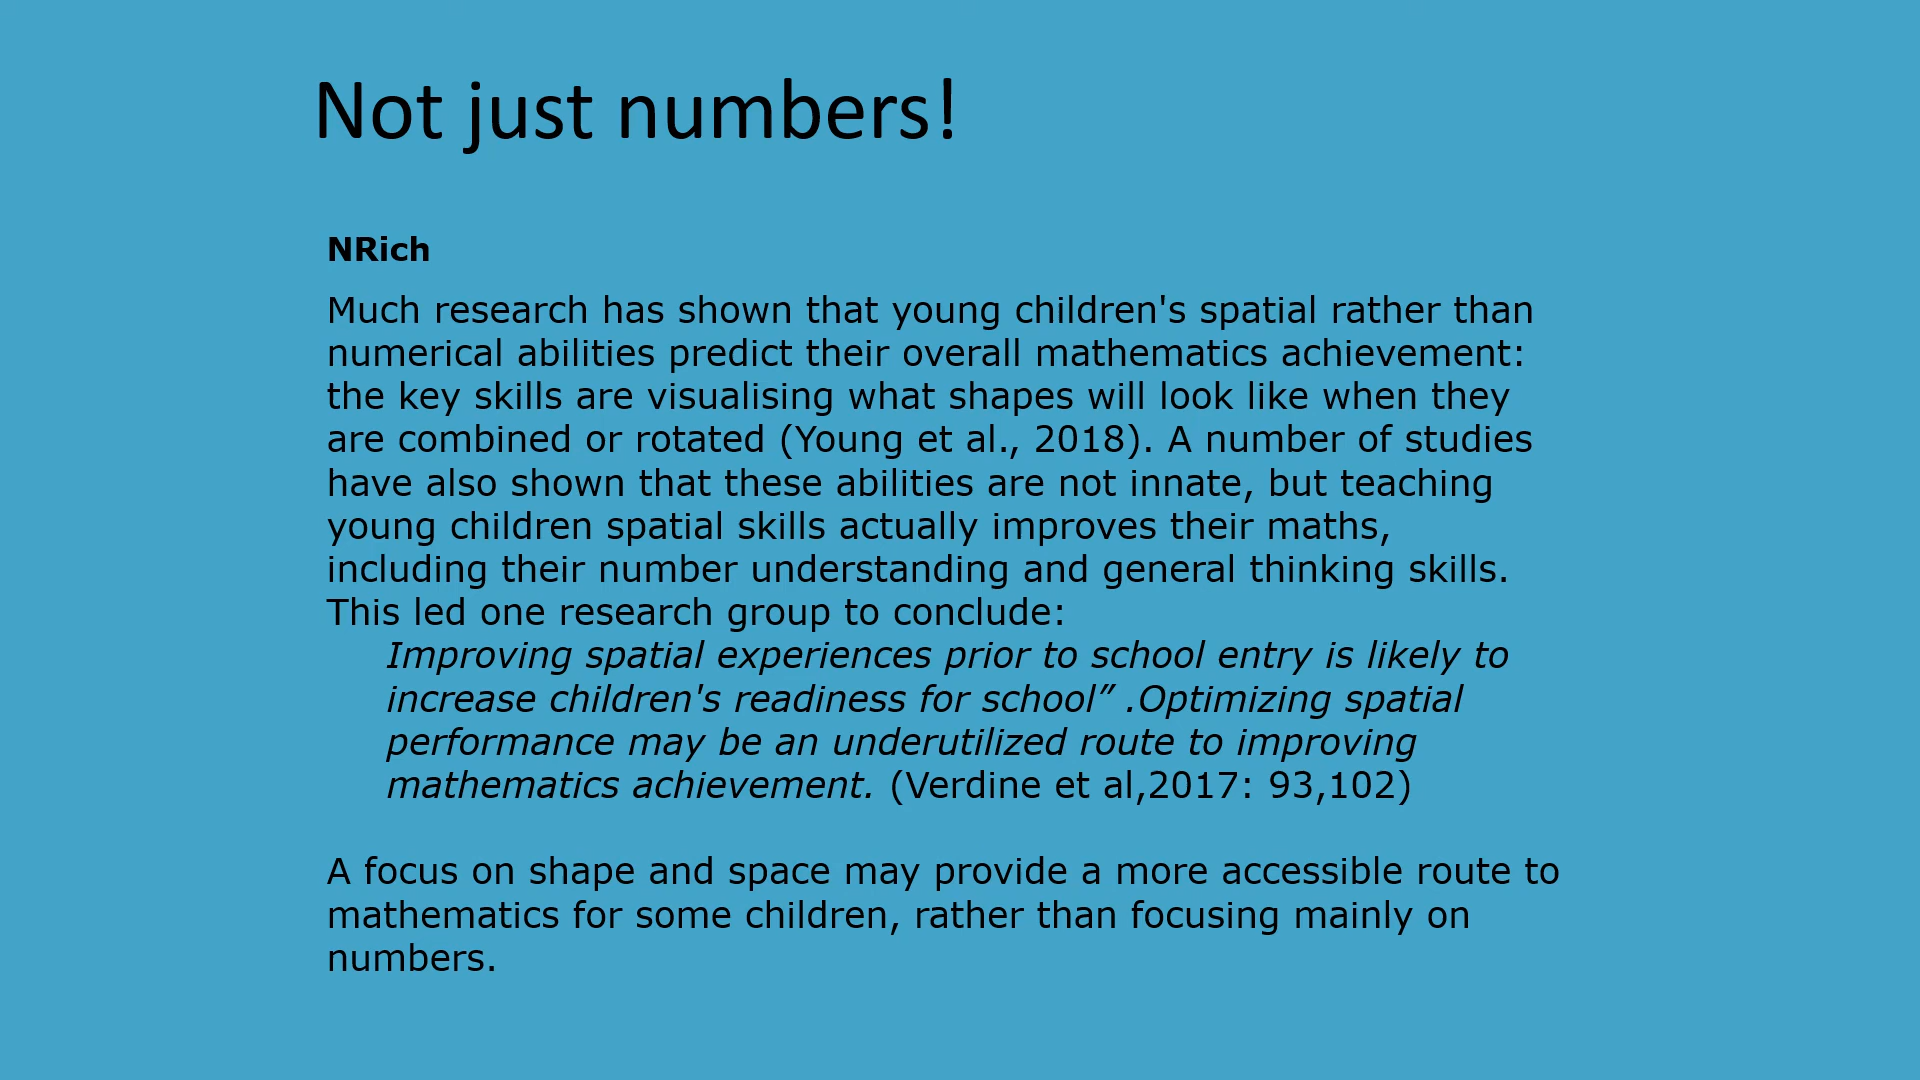 Not just numbers!
NRich
Much research has shown that young children's spatial rather than
numerical abilities predict their overall mathematics achievement:
the key skills are visualising what shapes will look like when they
are combined or rotated (Young et al., 2018). A number of studies
have also shown that these abilities are not innate, but teaching
young children spatial skills actually improves their maths,
including their number understanding and general thinking skills.
This led one research group to conclude:
Improving spatial experiences prior to school entry is likely to
increase children's readiness for school” .Optimizing spatial
performance may be an underutilized route to improving
mathematics achievement. (Verdine et al,2017: 93,102)
A focus on shape and space may provide a more accessible route to
mathematics for some children, rather than focusing mainly on
numbers.